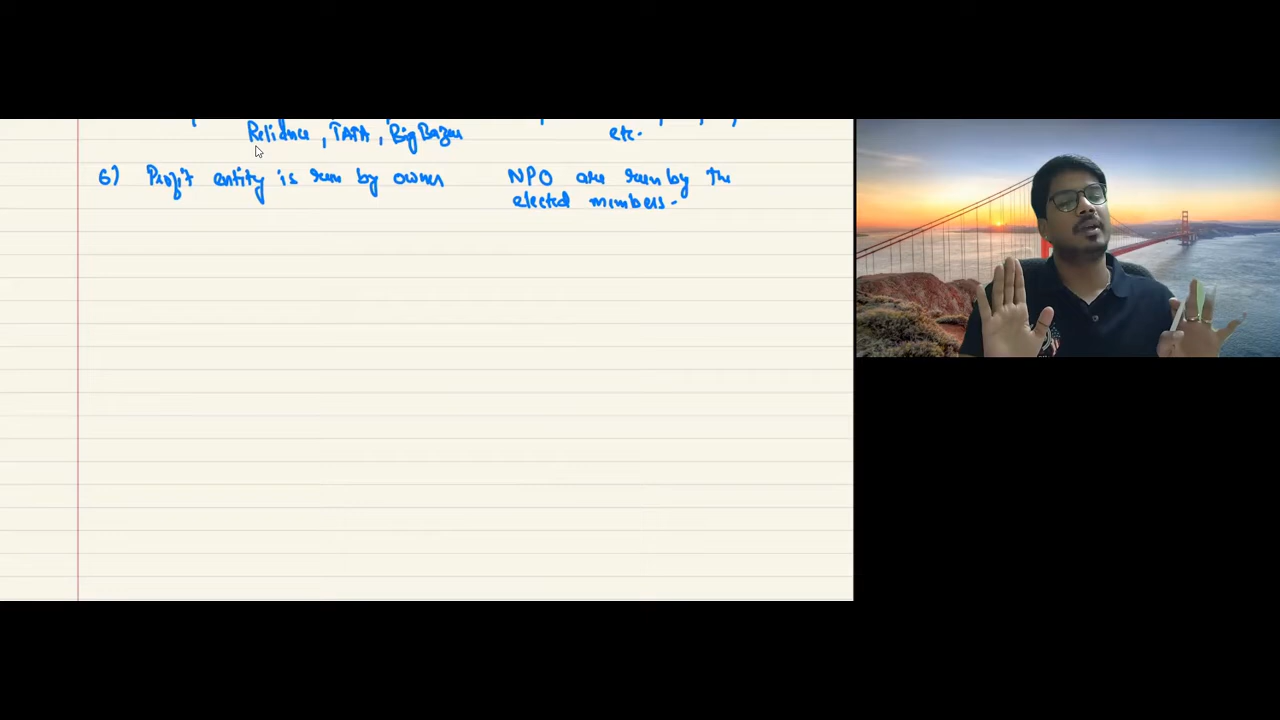 Reliance, TATA, Big Bazar
etc.
6) Profit entity is run by owner
NPO are run by the
elected members.